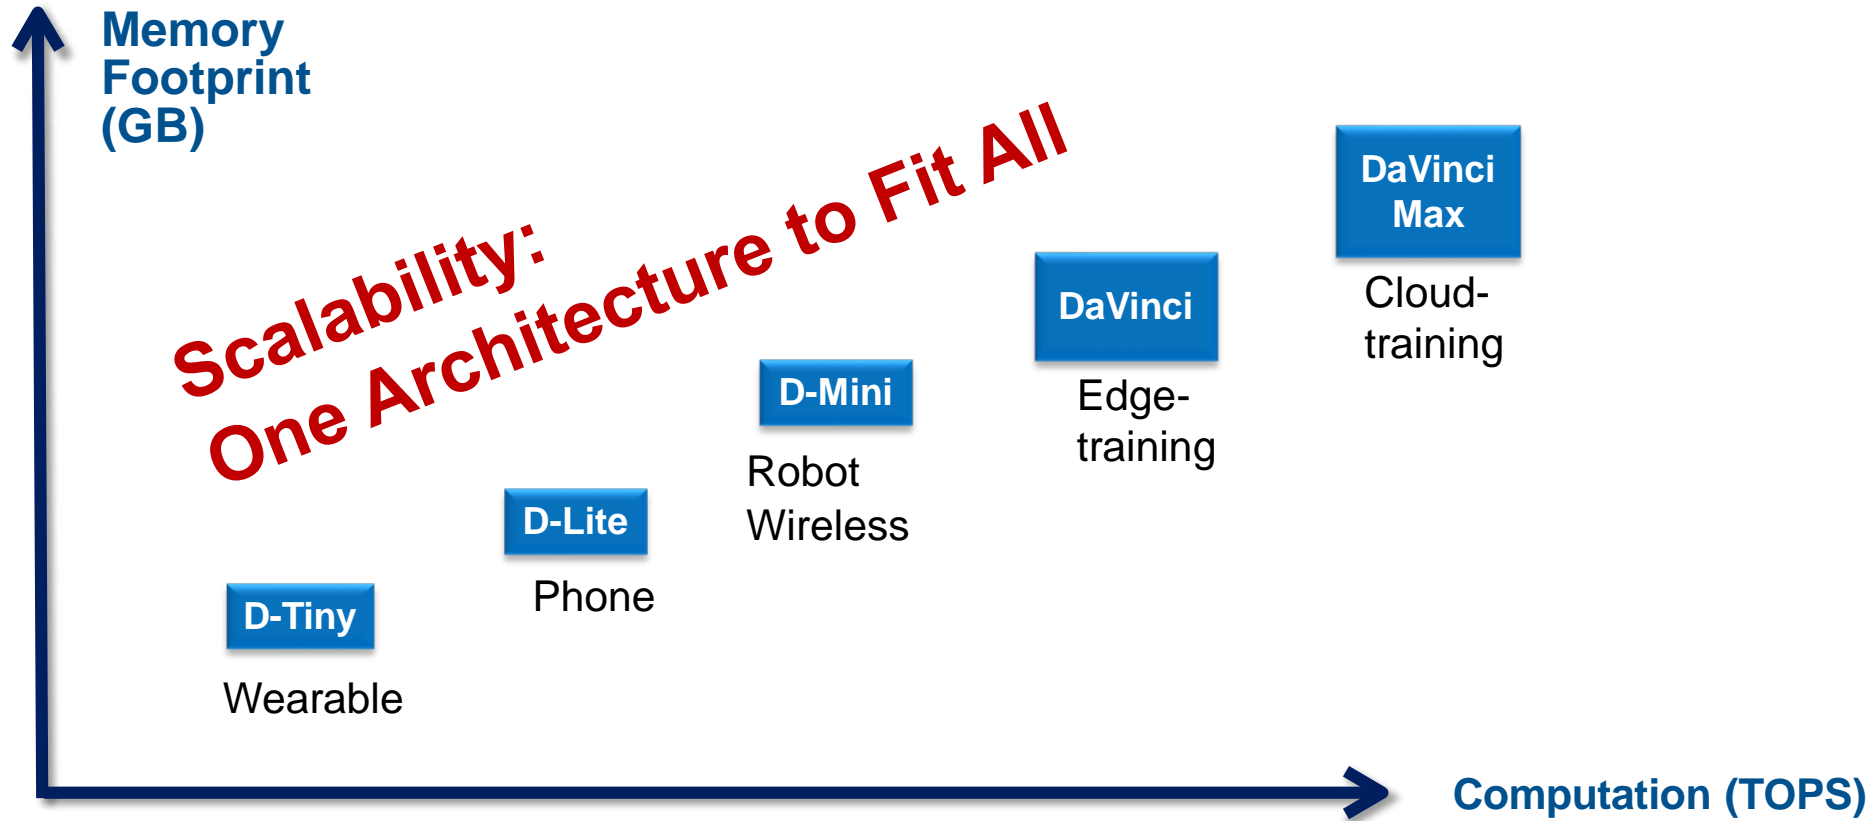 Memory
Footprint
(GB)
Scalability:
One Architecture to Fit All
DaVinci
Max
Cloud-
training
DaVinci
Edge-
training
D-Mini
Robot
Wireless
D-Lite
Phone
D-Tiny
Wearable
Computation (TOPS)